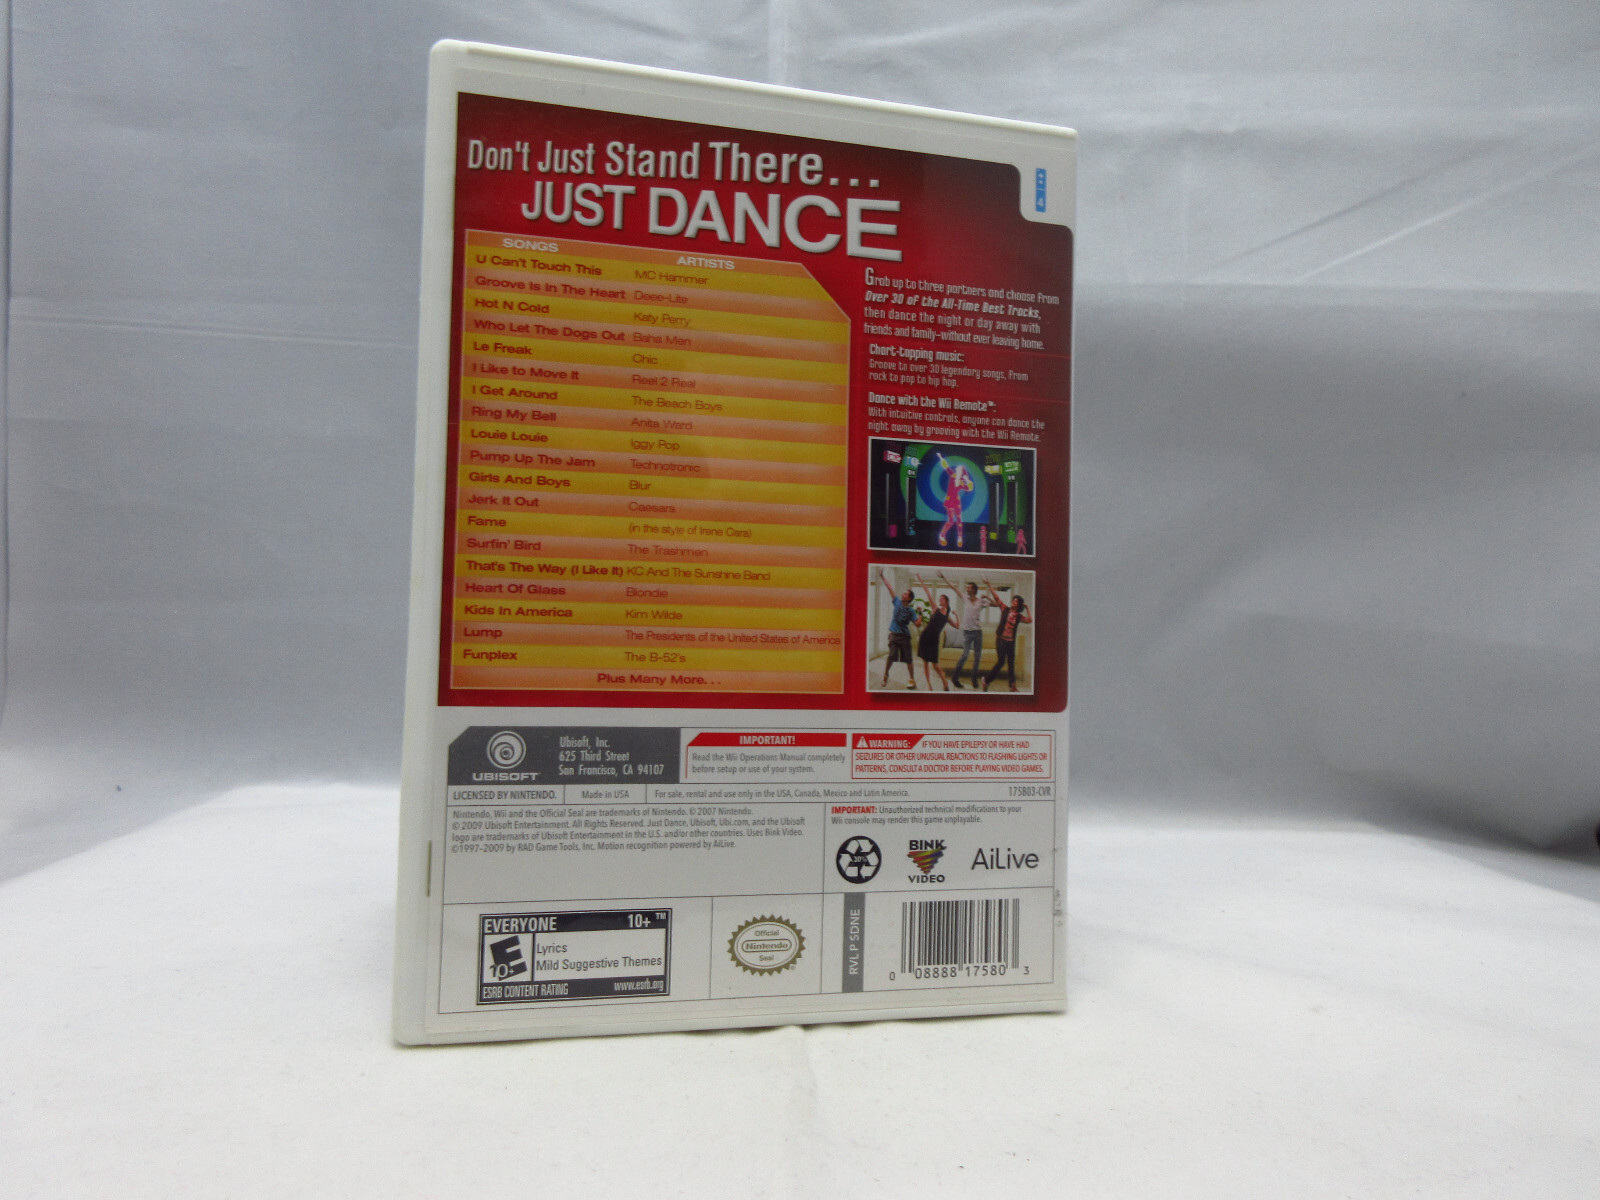 Don't Just Stand There...
JUST DANCE
4
SONGS ARTISTS
U Can't Touch This MC Hammer
Groove Is In The Heart Deee-Lite
Hot N Cold Katy Perry
Who Let The Dogs Out Baha Men
Le Freak Chic
I Like to Move It Reel 2 Real
I Get Around The Beach Boys
Ring My Bell Anita Ward
Louie Louie Iggy Pop
Pump Up The Jam Technotronic
Girls And Boys Blur
Jerk It Out Caesars
Fame (in the style of Irene Cara)
Surfin' Bird The Trashmen
That's The Way (I Like It) KC And The Sunshine Band
Heart Of Glass Blondie
Kids In America Kim Wilde
Lump The Presidents of the United States of America
Funplex The B-52's
Plus Many More...
Grab up to three partners and choose from
Over 30 of the All-Time Best Tracks,
then dance the night or day away with
friends and family–without ever leaving home.
Chart-topping music:
Groove to over 30 legendary songs, from
rock to pop to hip hop.
Dance with the Wii Remote™:
With intuitive controls, anyone can dance the
night away by grooving with the Wii Remote.
UBISOFT
Ubisoft, Inc.
625 Third Street
San Francisco, CA 94107
IMPORTANT!
Read the Wii Operations Manual completely
before setup or use of your system.
WARNING: IF YOU HAVE EPILEPSY OR HAVE HAD
SEIZURES OR OTHER UNUSUAL REACTIONS TO FLASHING LIGHTS OR
PATTERNS, CONSULT A DOCTOR BEFORE PLAYING VIDEO GAMES.
LICENSED BY NINTENDO. Made in USA For sale, rental and use only in the USA, Canada, Mexico and Latin America. 175803-CVR
Nintendo, Wii and the Official Seal are trademarks of Nintendo. © 2007 Nintendo.
© 2009 Ubisoft Entertainment. All Rights Reserved. Just Dance, Ubisoft, Ubi.com, and the Ubisoft
logo are trademarks of Ubisoft Entertainment in the U.S. and/or other countries. Uses Bink Video.
©1997-2009 by RAD Game Tools, Inc. Motion recognition powered by AiLive.
IMPORTANT: Unauthorized technical modifications to your
Wii console may render this game unplayable.
30%
BINK
VIDEO
AiLive
EVERYONE 10+ ™
E
10+
Lyrics
Mild Suggestive Themes
ESRB CONTENT RATING www.esrb.org
Official
Nintendo
Seal
RVL P SDNE
0 08888 17580 3